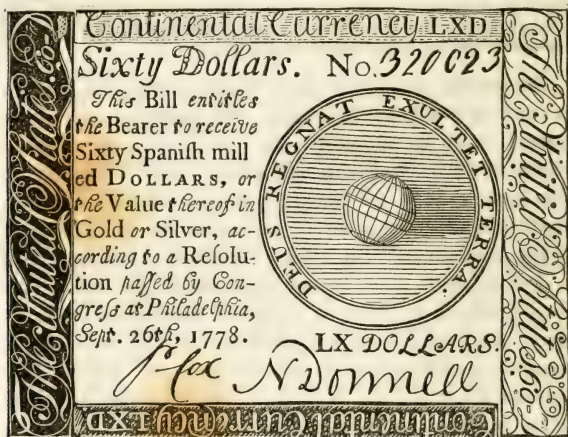 Continental Currency LXD
The United States.60.
Sixty Dollars. No. 320023
This Bill entitles
the Bearer to receive
Sixty Spaniſh mill
ed DOLLARS, or
the Value thereof in
Gold or Silver, ac-
cording to a Reſolu-
tion paſſed by Con-
greſs at Philadelphia,
Sept. 26th, 1778.
DEUS REGNAT EXULTET TERRA.
LX DOLLARS.
Cox N Donnell
The United States.60.
Continental Currency LXD